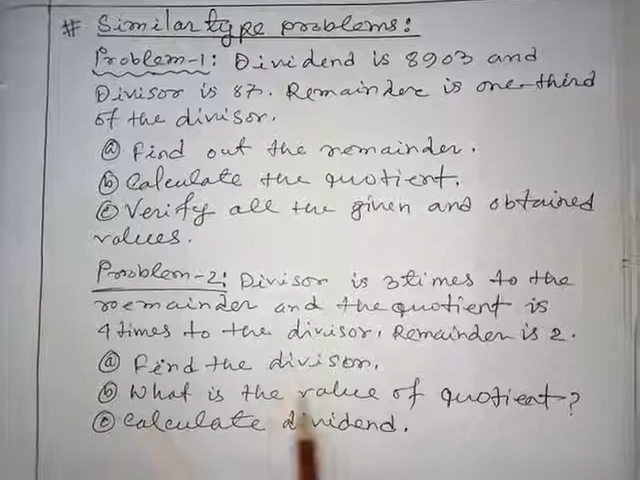 # Similar type problems:
Problem-1: Dividend is 8903 and
Divisor is 87. Remainder is one-third
of the divisor.
ⓐ Find out the remainder.
ⓑ Calculate the quotient.
ⓒ Verify all the given and obtained
values.
Problem-2: Divisor is 3 times to the
remainder and the quotient is
4 times to the divisor. Remainder is 2.
ⓐ Find the divisor.
ⓑ What is the value of quotient?
ⓒ Calculate dividend.